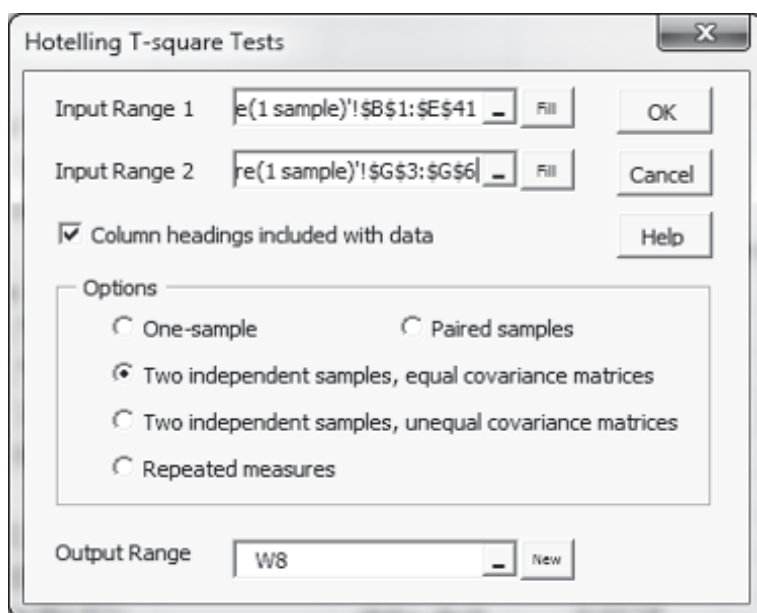 Hotelling T-square Tests
Input Range 1 e(1 sample)'!$B$1:$E$41 Fill OK
Input Range 2 re(1 sample)'!$G$3:$G$6 Fill Cancel
Column headings included with data Help
Options
One-sample Paired samples
Two independent samples, equal covariance matrices
Two independent samples, unequal covariance matrices
Repeated measures
Output Range W8 New